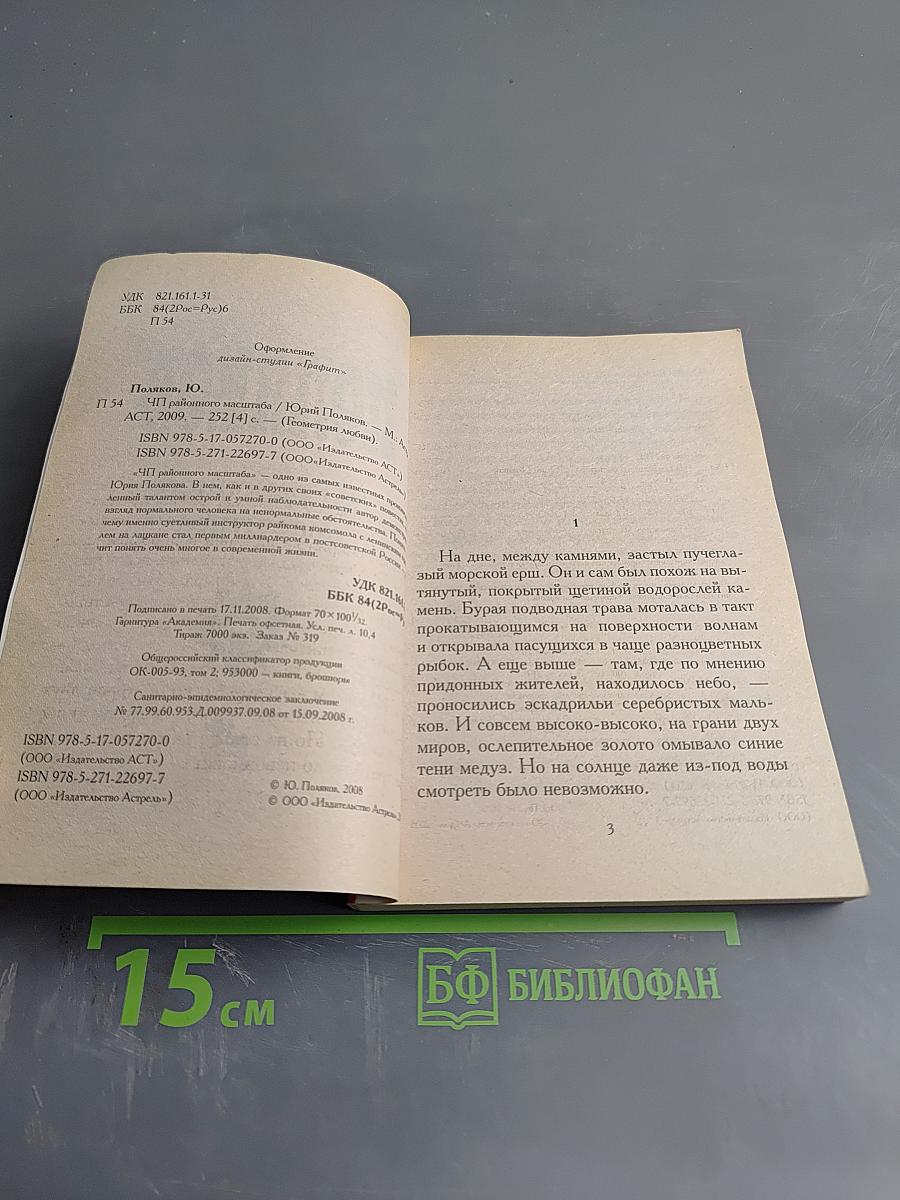 УДК 821.161.1-31
ББК 84(2Рос=Рус)6
П 54
Оформление
дизайн-студии «Графит»
Поляков, Ю.
П 54 ЧП районного масштаба / Юрий Поляков. — М.:
АСТ, 2009. — 252 [4] с. — (Геометрия любви).
ISBN 978-5-17-057270-0 (ООО «Издательство АСТ»)
ISBN 978-5-271-22697-7 (ООО«Издательство Астрель»)
«ЧП районного масштаба» — одно из самых известных
Юрия Полякова. В нем, как и в других своих «советских»
ленный талантом острой и умной наблюдательности автор
взгляд нормального человека на ненормальные обстоятельства.
чему именно суетливый инструктор райкома комсомола с ленинским
лем на лацкане стал первым миллиардером в постсоветской России
чит понять очень многое в современной жизни.
УДК 821.161
ББК 84(2Рос=Р
Подписано в печать 17.11.2008. Формат 70×100 1/32.
Гарнитура «Академия». Печать офсетная. Усл. печ. л. 10,4
Тираж 7000 экз. Заказ № 319
Общероссийский классификатор продукции
ОК-005-93, том 2; 953000 — книги, брошюры
Санитарно-эпидемиологическое заключение
№ 77.99.60.953.Д.009937.09.08 от 15.09.2008 г.
ISBN 978-5-17-057270-0
(ООО «Издательство АСТ»)
ISBN 978-5-271-22697-7
(ООО «Издательство Астрель»)
© Ю. Поляков, 2008
© ООО «Издательство Астрель»
1
На дне, между камнями, застыл пучегла-
зый морской ерш. Он и сам был похож на вы-
тянутый, покрытый щетиной водорослей ка-
мень. Бурая подводная трава моталась в такт
прокатывающимся на поверхности волнам
и открывала пасущихся в чаще разноцветных
рыбок. А еще выше — там, где по мнению
придонных жителей, находилось небо, —
проносились эскадрильи серебристых маль-
ков. И совсем высоко-высоко, на грани двух
миров, ослепительное золото омывало синие
тени медуз. Но на солнце даже из-под воды
смотреть было невозможно.
3
15 см
БФ БИБЛИОФАН